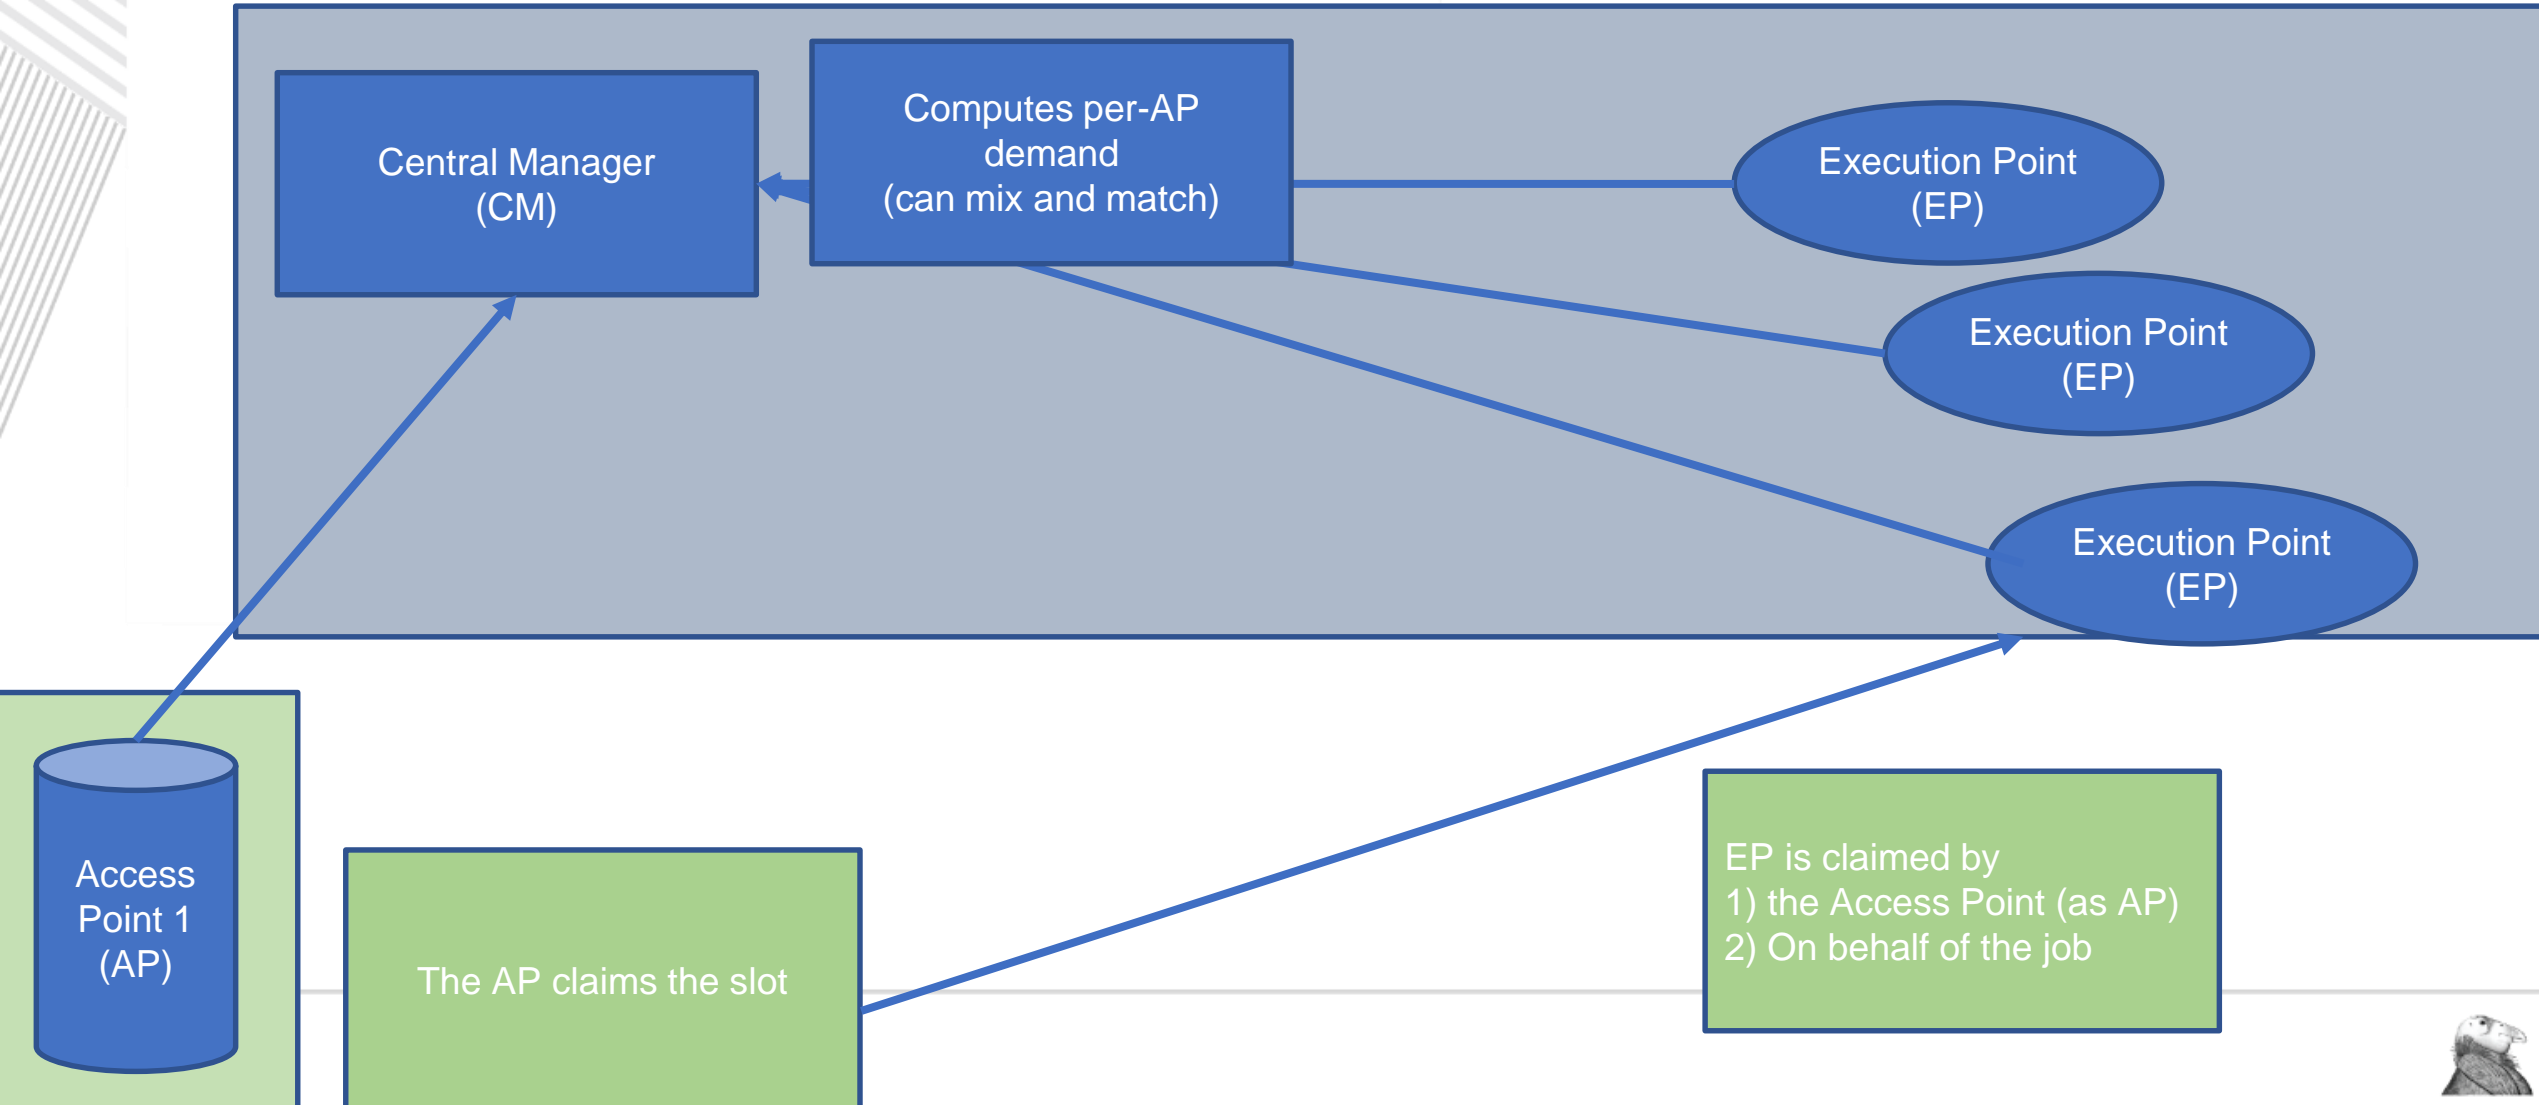 Central Manager
(CM)
Computes per-AP
demand
(can mix and match)
Execution Point
(EP)
Execution Point
(EP)
Execution Point
(EP)
Access
Point 1
(AP)
The AP claims the slot
EP is claimed by
1) the Access Point (as AP)
2) On behalf of the job